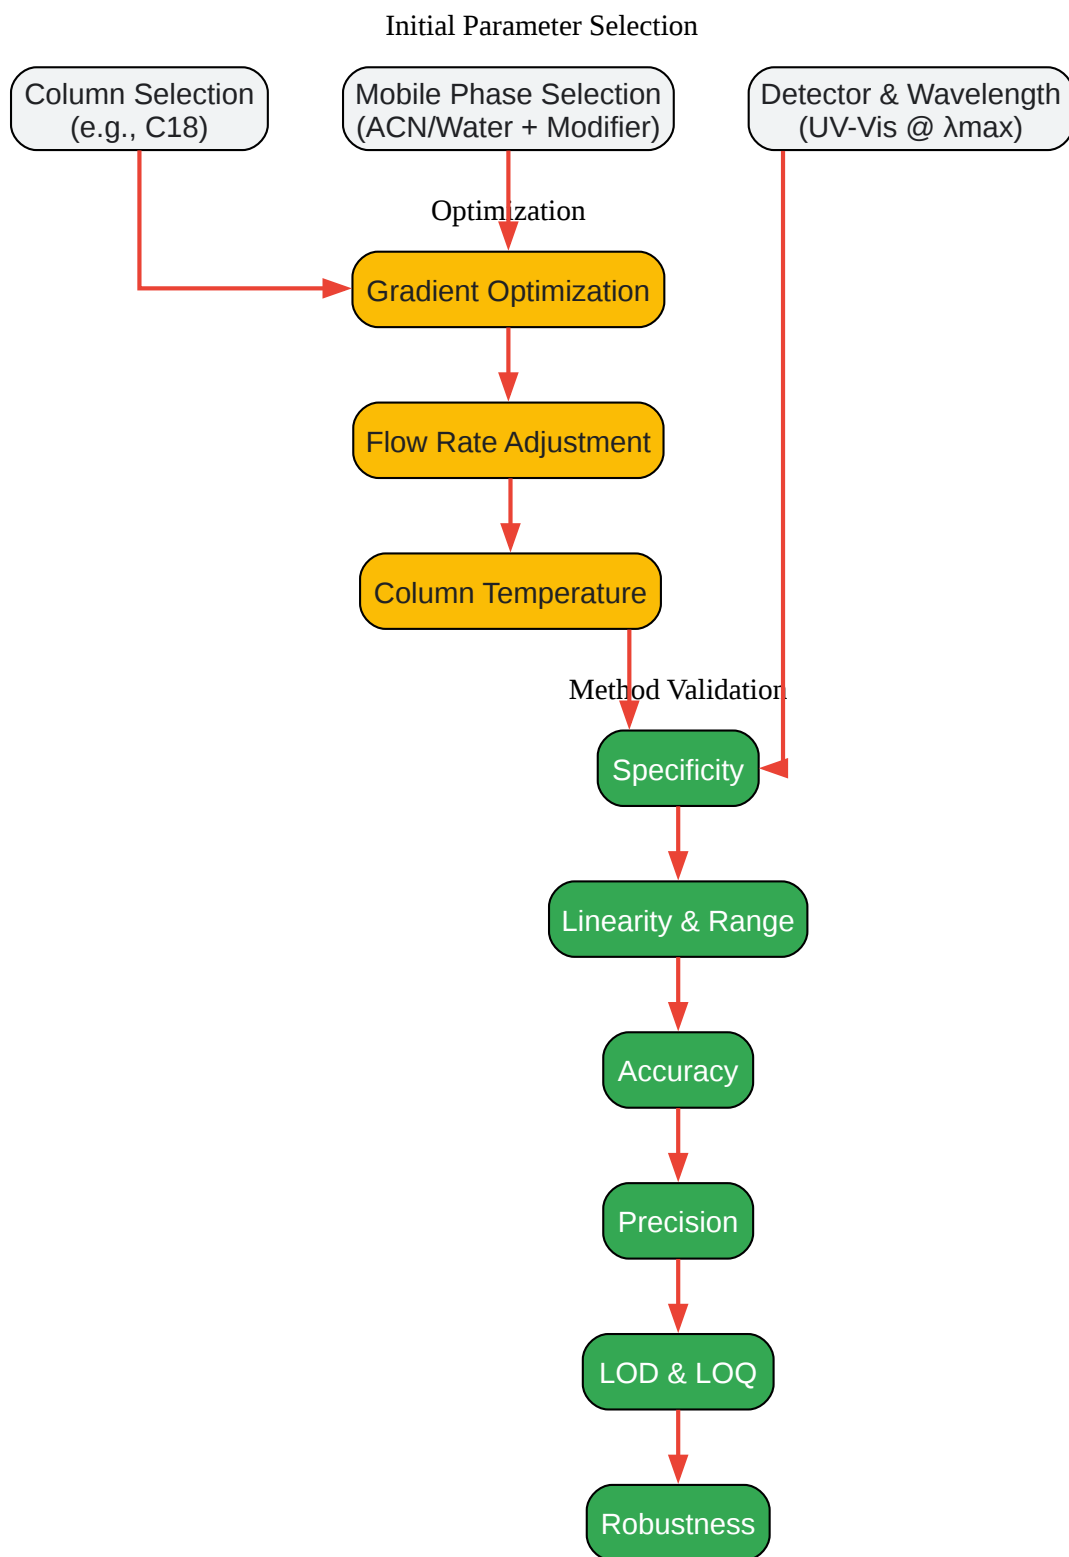 Initial Parameter Selection
Column Selection
(e.g., C18)
Mobile Phase Selection
(ACN/Water + Modifier)
Detector & Wavelength
(UV-Vis @ λmax)
Optimization
Gradient Optimization
Flow Rate Adjustment
Column Temperature
Method Validation
Specificity
Linearity & Range
Accuracy
Precision
LOD & LOQ
Robustness